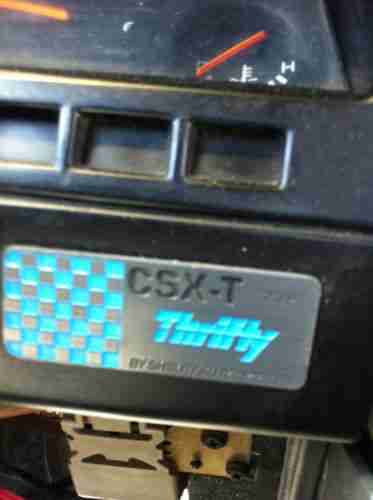 H
CSX-T
Thrifty
BY SHELBY